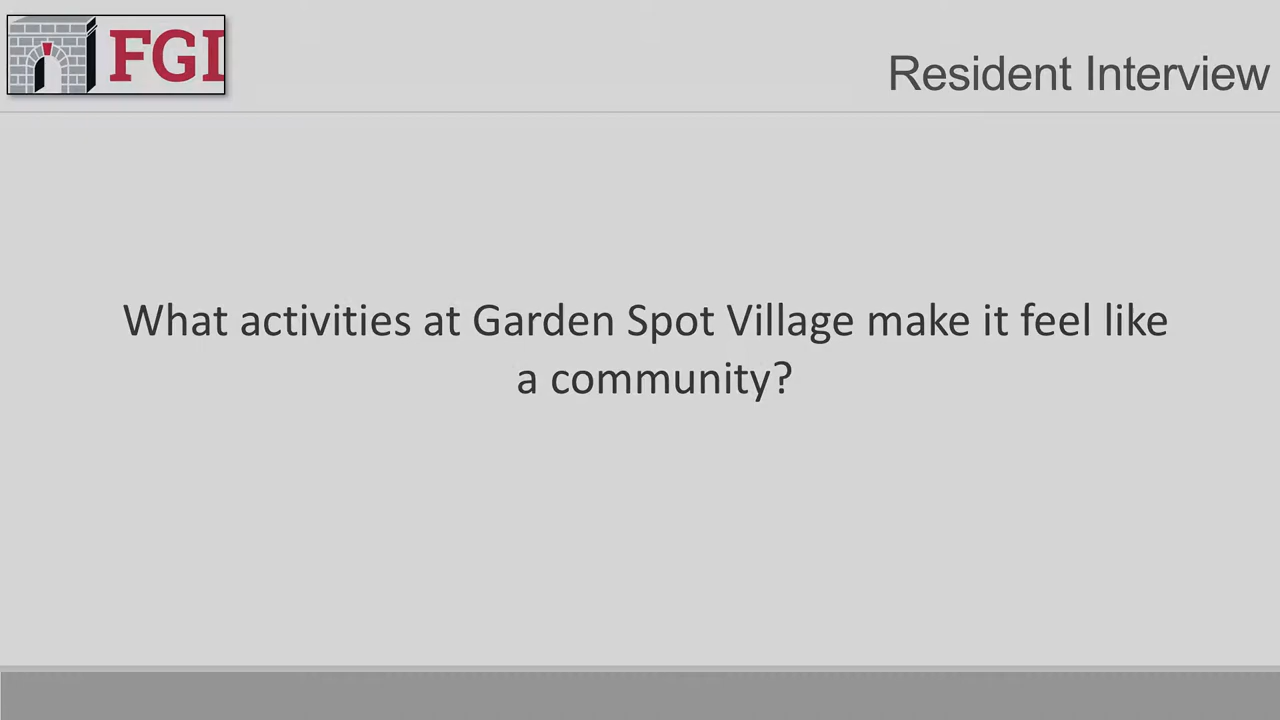 FGI
Resident Interview
What activities at Garden Spot Village make it feel like
a community?